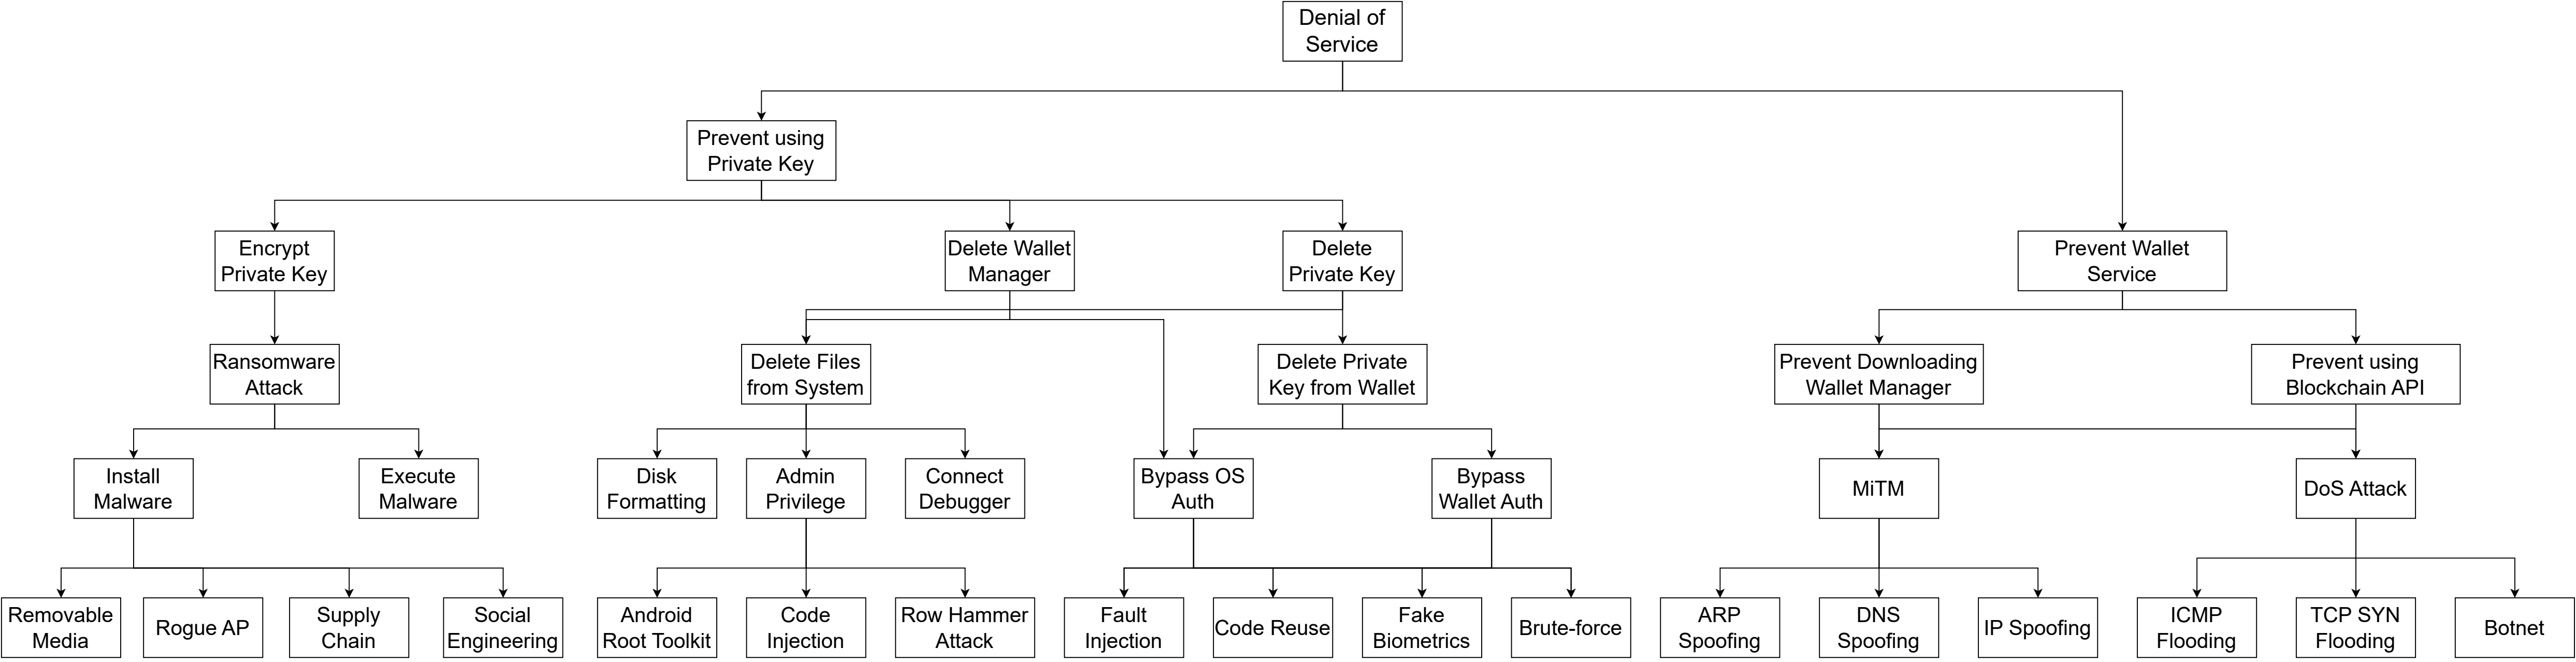 Denial of
Service
Prevent using
Private Key
Encrypt
Private Key
Delete Wallet
Manager
Delete
Private Key
Prevent Wallet
Service
Ransomware
Attack
Delete Files
from System
Delete Private
Key from Wallet
Prevent Downloading
Wallet Manager
Prevent using
Blockchain API
Install
Malware
Execute
Malware
Disk
Formatting
Admin
Privilege
Connect
Debugger
Bypass OS
Auth
Bypass
Wallet Auth
MiTM
DoS Attack
Removable
Media
Rogue AP
Supply
Chain
Social
Engineering
Android
Root Toolkit
Code
Injection
Row Hammer
Attack
Fault
Injection
Code Reuse
Fake
Biometrics
Brute-force
ARP
Spoofing
DNS
Spoofing
IP Spoofing
ICMP
Flooding
TCP SYN
Flooding
Botnet